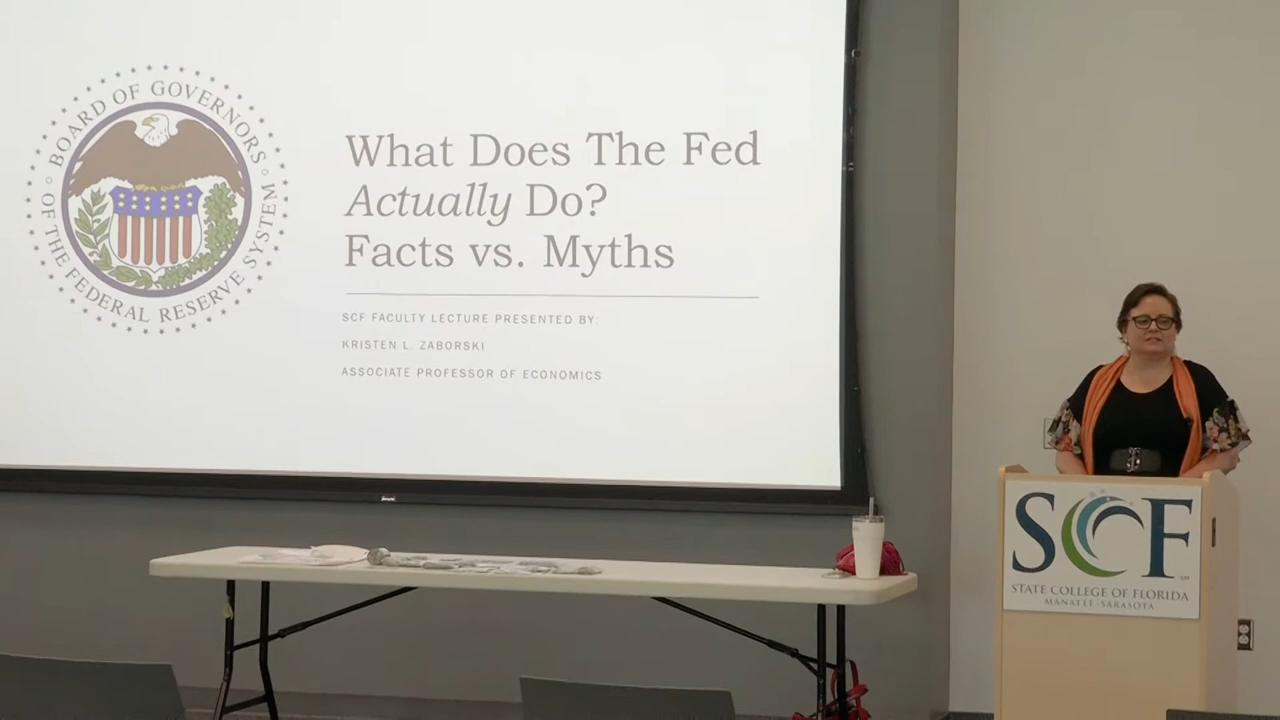 BOARD OF GOVERNORS
OF THE FEDERAL RESERVE SYSTEM
What Does The Fed
Actually Do?
Facts vs. Myths
SCF FACULTY LECTURE PRESENTED BY:
KRISTEN L. ZABORSKI
ASSOCIATE PROFESSOR OF ECONOMICS
SCF
STATE COLLEGE OF FLORIDA
MANATEE-SARASOTA